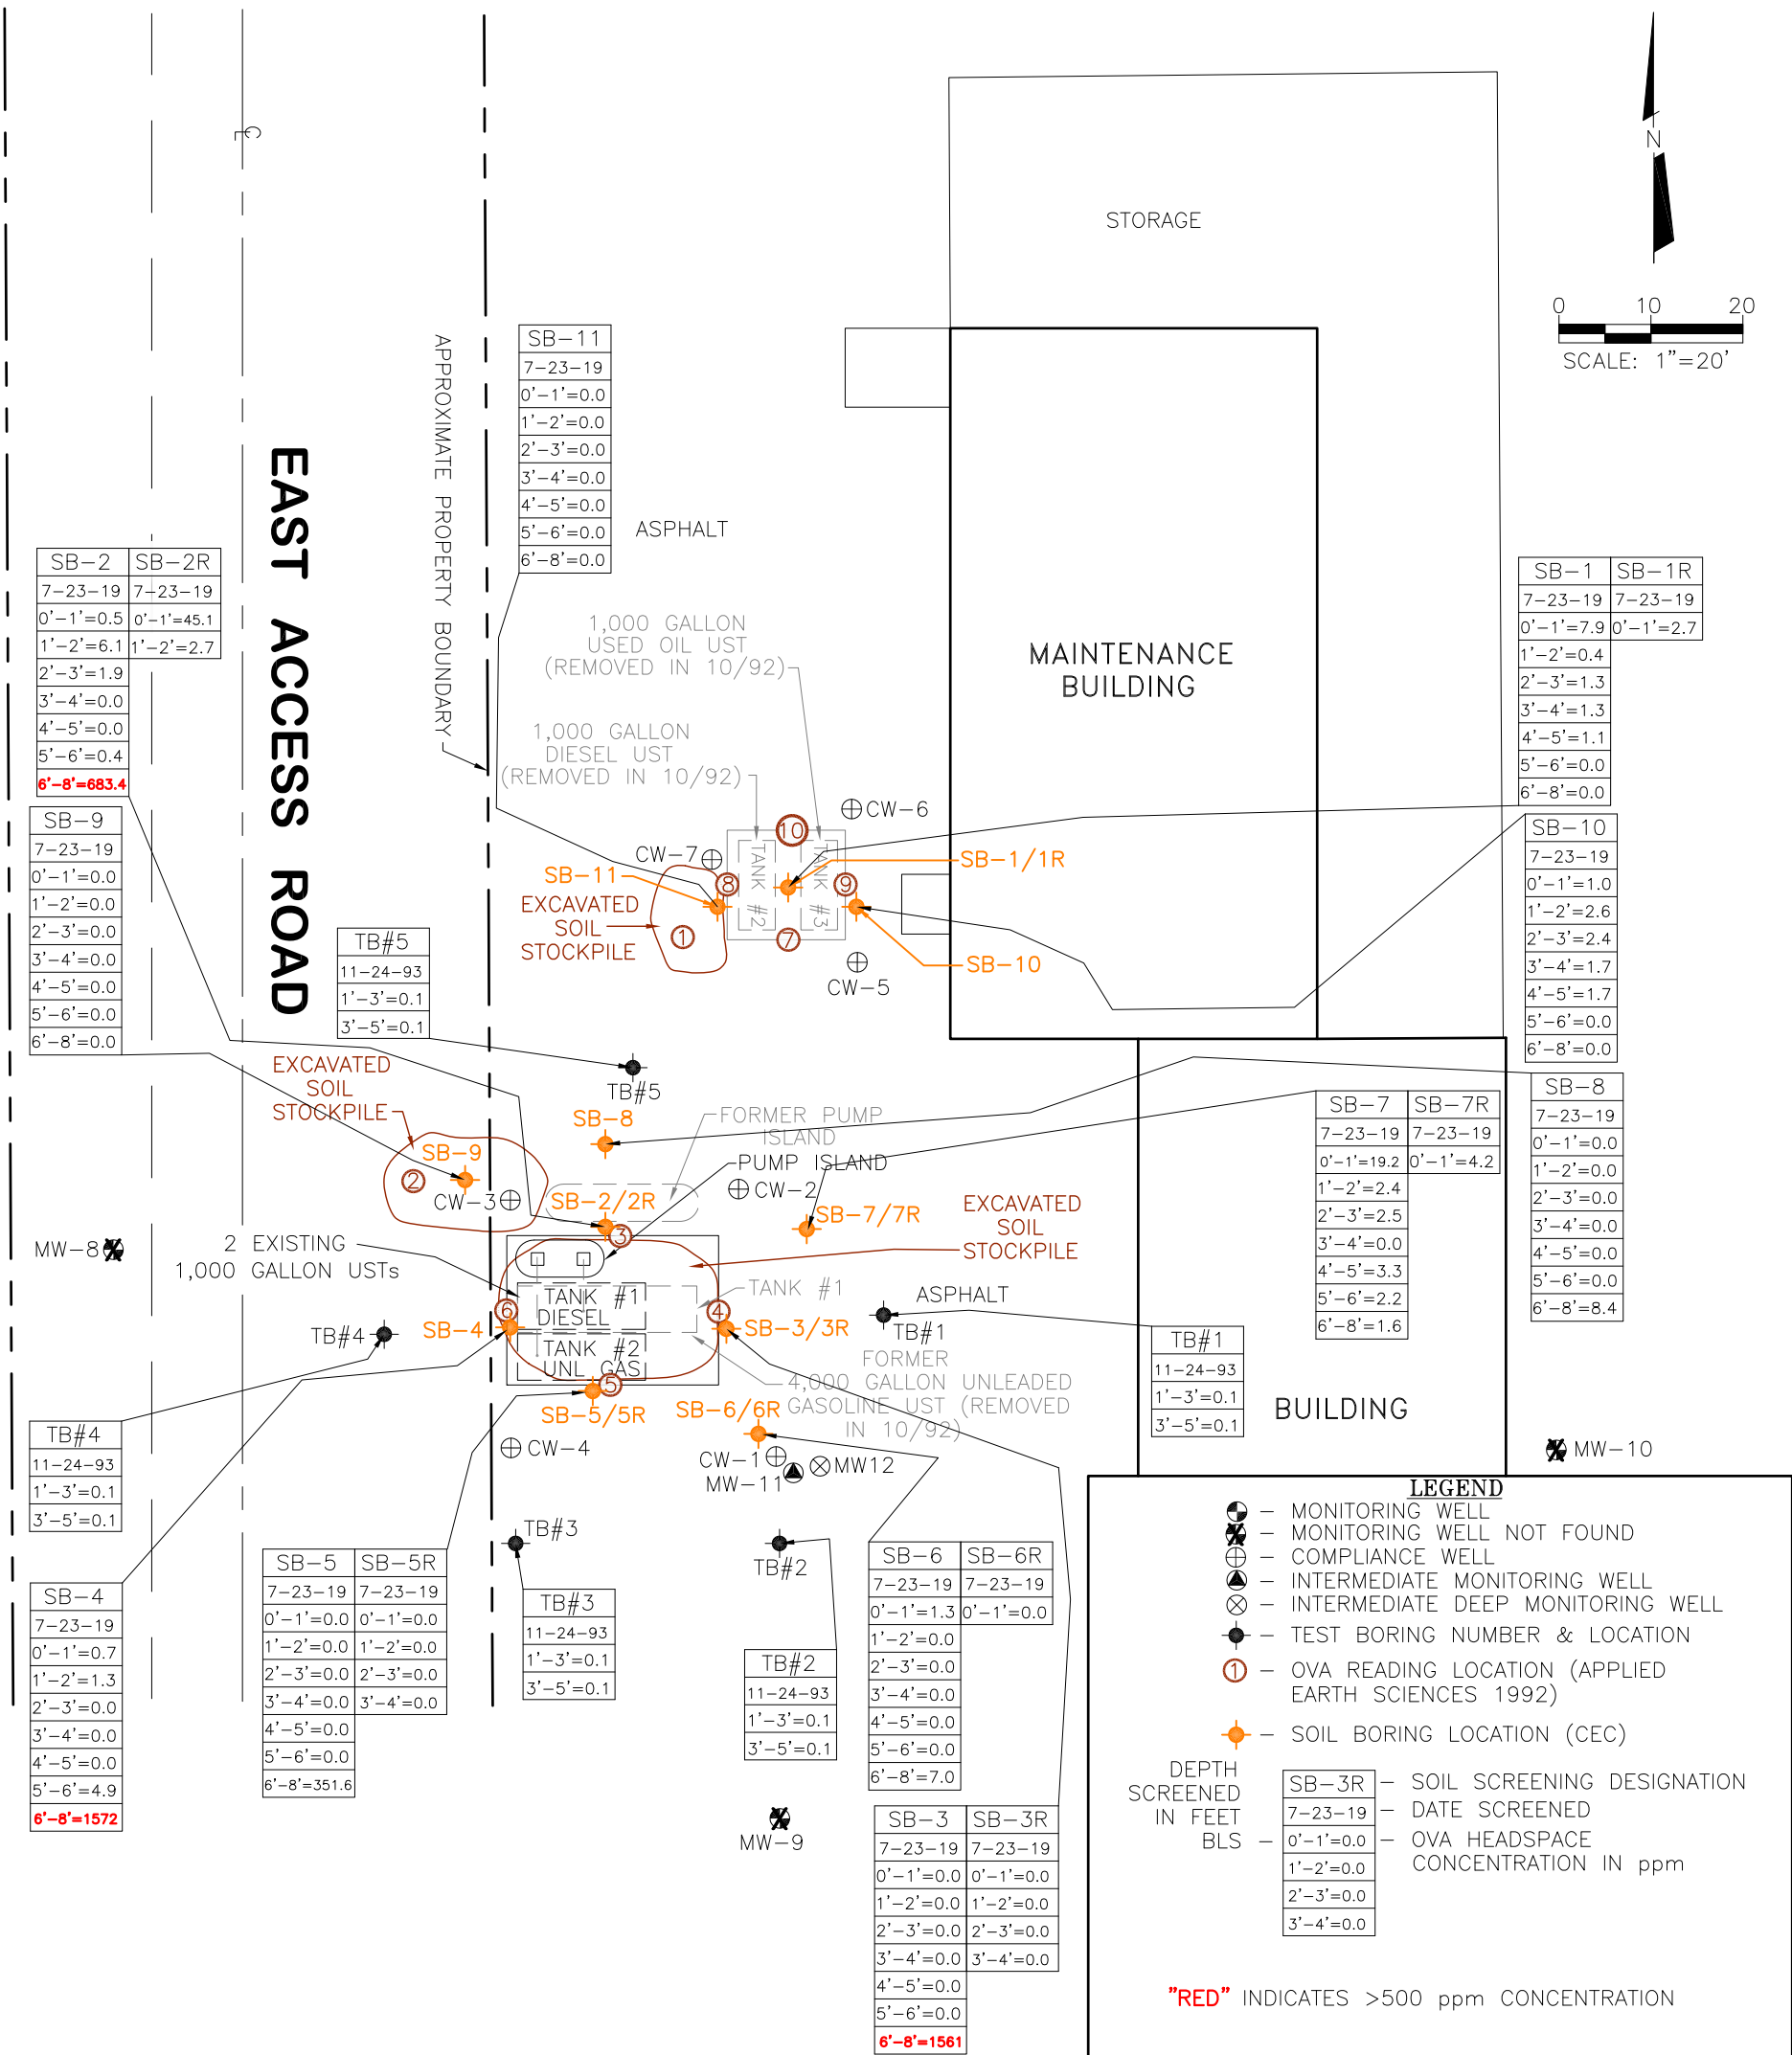 N
0 10 20
SCALE: 1"=20'
CL
STORAGE
APPROXIMATE PROPERTY BOUNDARY
EAST ACCESS ROAD
SB-11
7-23-19
0'-1'=0.0
1'-2'=0.0
2'-3'=0.0
3'-4'=0.0
4'-5'=0.0
5'-6'=0.0
6'-8'=0.0
ASPHALT
SB-2 SB-2R
7-23-19 7-23-19
0'-1'=0.5 0'-1'=45.1
1'-2'=6.1 1'-2'=2.7
2'-3'=1.9
3'-4'=0.0
4'-5'=0.0
5'-6'=0.4
6'-8'=683.4
1,000 GALLON
USED OIL UST
(REMOVED IN 10/92)
1,000 GALLON
DIESEL UST
(REMOVED IN 10/92)
MAINTENANCE
BUILDING
SB-1 SB-1R
7-23-19 7-23-19
0'-1'=7.9 0'-1'=2.7
1'-2'=0.4
2'-3'=1.3
3'-4'=1.3
4'-5'=1.1
5'-6'=0.0
6'-8'=0.0
SB-9
7-23-19
0'-1'=0.0
1'-2'=0.0
2'-3'=0.0
3'-4'=0.0
4'-5'=0.0
5'-6'=0.0
6'-8'=0.0
CW-6
10
CW-7
TANK #2
TANK #3
SB-1/1R
SB-11
8
9
EXCAVATED
SOIL
STOCKPILE
1
7
SB-10
CW-5
SB-10
7-23-19
0'-1'=1.0
1'-2'=2.6
2'-3'=2.4
3'-4'=1.7
4'-5'=1.7
5'-6'=0.0
6'-8'=0.0
TB#5
11-24-93
1'-3'=0.1
3'-5'=0.1
EXCAVATED
SOIL
STOCKPILE
TB#5
SB-8
FORMER PUMP
ISLAND
PUMP ISLAND
SB-9
2
CW-3
SB-2/2R
CW-2
SB-7/7R
EXCAVATED
SOIL
STOCKPILE
SB-7 SB-7R
7-23-19 7-23-19
0'-1'=19.2 0'-1'=4.2
1'-2'=2.4
2'-3'=2.5
3'-4'=0.0
4'-5'=3.3
5'-6'=2.2
6'-8'=1.6
SB-8
7-23-19
0'-1'=0.0
1'-2'=0.0
2'-3'=0.0
3'-4'=0.0
4'-5'=0.0
5'-6'=0.0
6'-8'=8.4
MW-8
2 EXISTING
1,000 GALLON USTs
3
TANK #1
DIESEL
TANK #1
6
4
ASPHALT
TB#4
SB-4
SB-3/3R
TB#1
TANK #2
UNL. GAS
5
FORMER
4,000 GALLON UNLEADED
GASOLINE UST (REMOVED
IN 10/92)
TB#1
11-24-93
1'-3'=0.1
3'-5'=0.1
BUILDING
SB-5/5R
SB-6/6R
CW-4
CW-1
MW-11
MW12
MW-10
TB#4
11-24-93
1'-3'=0.1
3'-5'=0.1
TB#3
TB#2
SB-4
7-23-19
0'-1'=0.7
1'-2'=1.3
2'-3'=0.0
3'-4'=0.0
4'-5'=0.0
5'-6'=4.9
6'-8'=1572
SB-5 SB-5R
7-23-19 7-23-19
0'-1'=0.0 0'-1'=0.0
1'-2'=0.0 1'-2'=0.0
2'-3'=0.0 2'-3'=0.0
3'-4'=0.0 3'-4'=0.0
4'-5'=0.0
5'-6'=0.0
6'-8'=351.6
TB#3
11-24-93
1'-3'=0.1
3'-5'=0.1
TB#2
11-24-93
1'-3'=0.1
3'-5'=0.1
SB-6 SB-6R
7-23-19 7-23-19
0'-1'=1.3 0'-1'=0.0
1'-2'=0.0
2'-3'=0.0
3'-4'=0.0
4'-5'=0.0
5'-6'=0.0
6'-8'=7.0
MW-9
SB-3 SB-3R
7-23-19 7-23-19
0'-1'=0.0 0'-1'=0.0
1'-2'=0.0 1'-2'=0.0
2'-3'=0.0 2'-3'=0.0
3'-4'=0.0 3'-4'=0.0
4'-5'=0.0
5'-6'=0.0
6'-8'=1561
LEGEND
- MONITORING WELL
- MONITORING WELL NOT FOUND
- COMPLIANCE WELL
- INTERMEDIATE MONITORING WELL
- INTERMEDIATE DEEP MONITORING WELL
- TEST BORING NUMBER & LOCATION
1 - OVA READING LOCATION (APPLIED
EARTH SCIENCES 1992)
- SOIL BORING LOCATION (CEC)
DEPTH
SCREENED
IN FEET
BLS -
SB-3R - SOIL SCREENING DESIGNATION
7-23-19 - DATE SCREENED
0'-1'=0.0 - OVA HEADSPACE
CONCENTRATION IN ppm
1'-2'=0.0
2'-3'=0.0
3'-4'=0.0
"RED" INDICATES >500 ppm CONCENTRATION